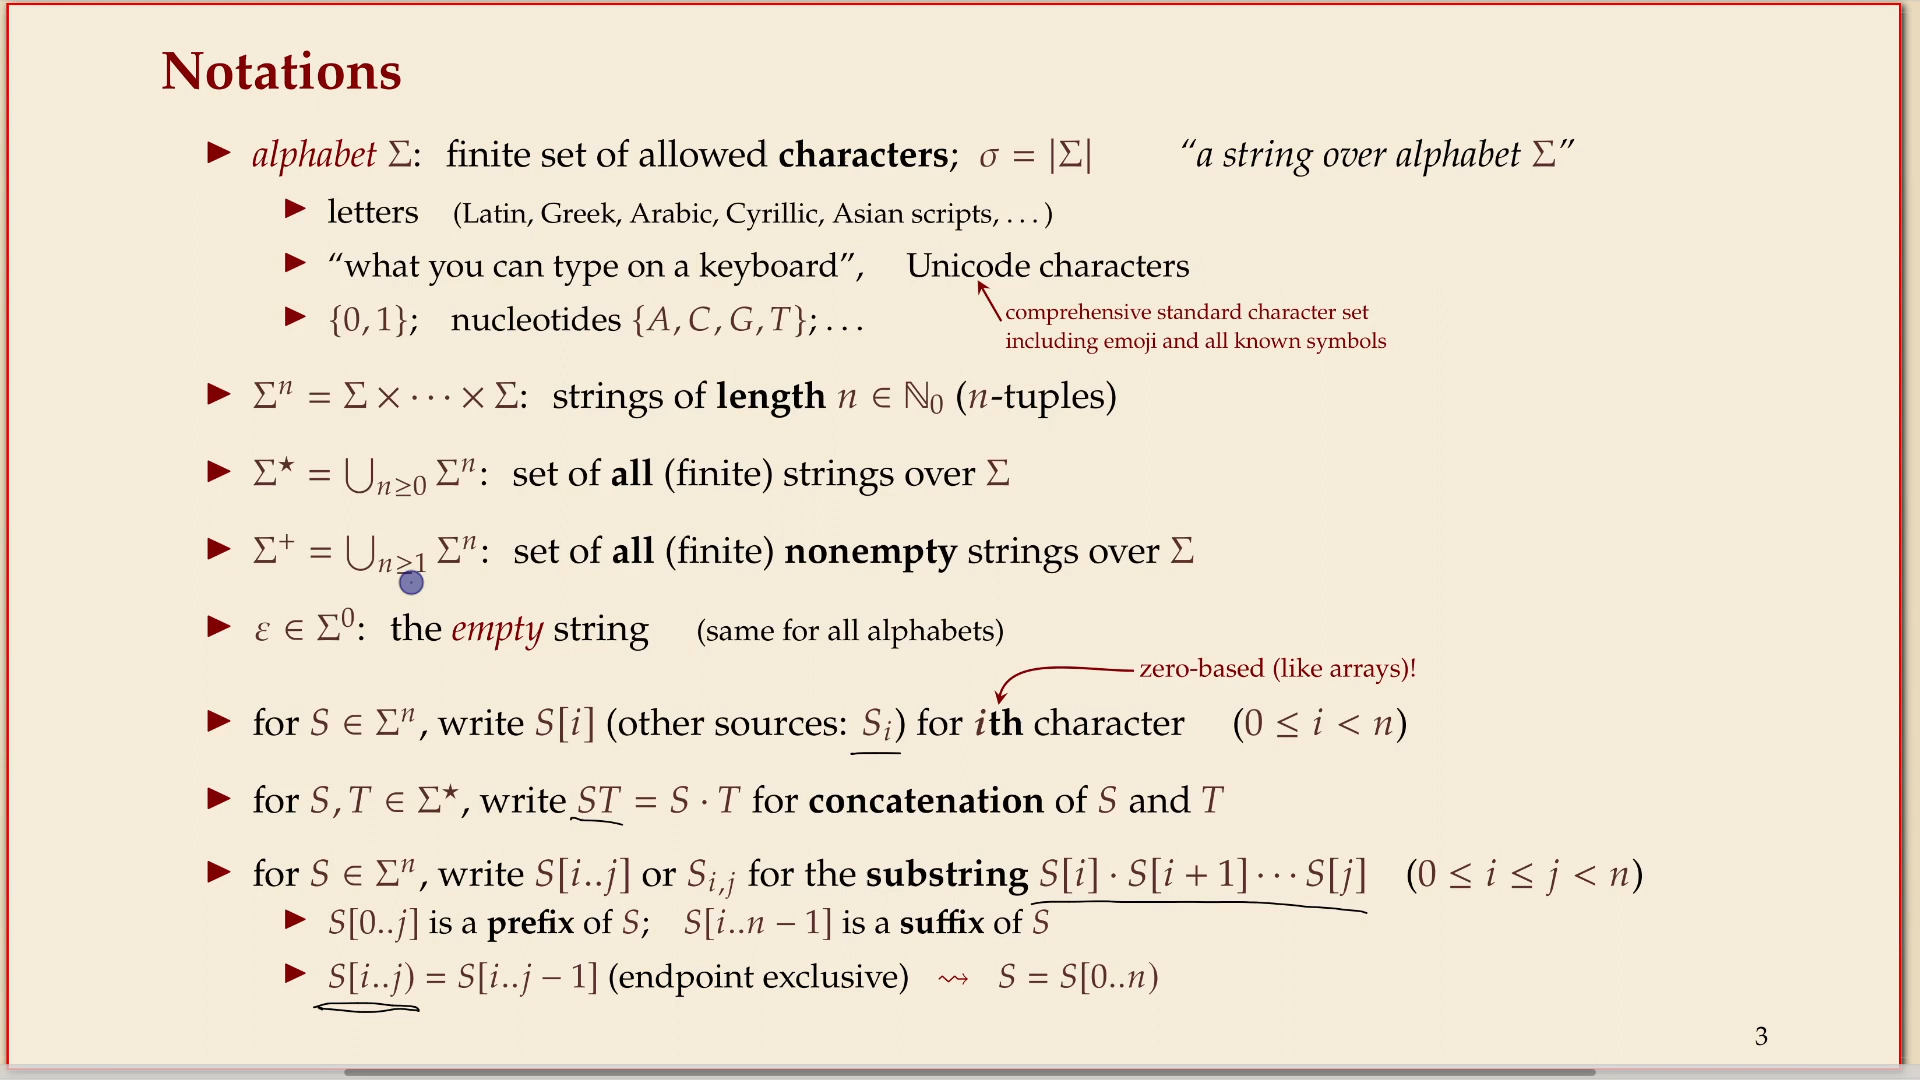 Notations
▶ alphabet Σ: finite set of allowed characters; σ = |Σ| “a string over alphabet Σ”
▶ letters (Latin, Greek, Arabic, Cyrillic, Asian scripts, . . . )
▶ “what you can type on a keyboard”, Unicode characters
▶ {0, 1}; nucleotides {A, C, G, T}; . . .
comprehensive standard character set
including emoji and all known symbols
▶ Σⁿ = Σ × · · · × Σ: strings of length n ∈ ℕ₀ (n-tuples)
▶ Σ★ = ⋃ₙ≥₀ Σⁿ: set of all (finite) strings over Σ
▶ Σ⁺ = ⋃ₙ≥₁ Σⁿ: set of all (finite) nonempty strings over Σ
▶ ε ∈ Σ⁰: the empty string (same for all alphabets)
zero-based (like arrays)!
▶ for S ∈ Σⁿ, write S[i] (other sources: Sᵢ) for ith character (0 ≤ i < n)
▶ for S, T ∈ Σ★, write ST = S · T for concatenation of S and T
▶ for S ∈ Σⁿ, write S[i..j] or Sᵢ,ⱼ for the substring S[i] · S[i + 1] · · · S[j] (0 ≤ i ≤ j < n)
▶ S[0..j] is a prefix of S; S[i..n − 1] is a suffix of S
▶ S[i..j) = S[i..j − 1] (endpoint exclusive) ⇝ S = S[0..n)
3